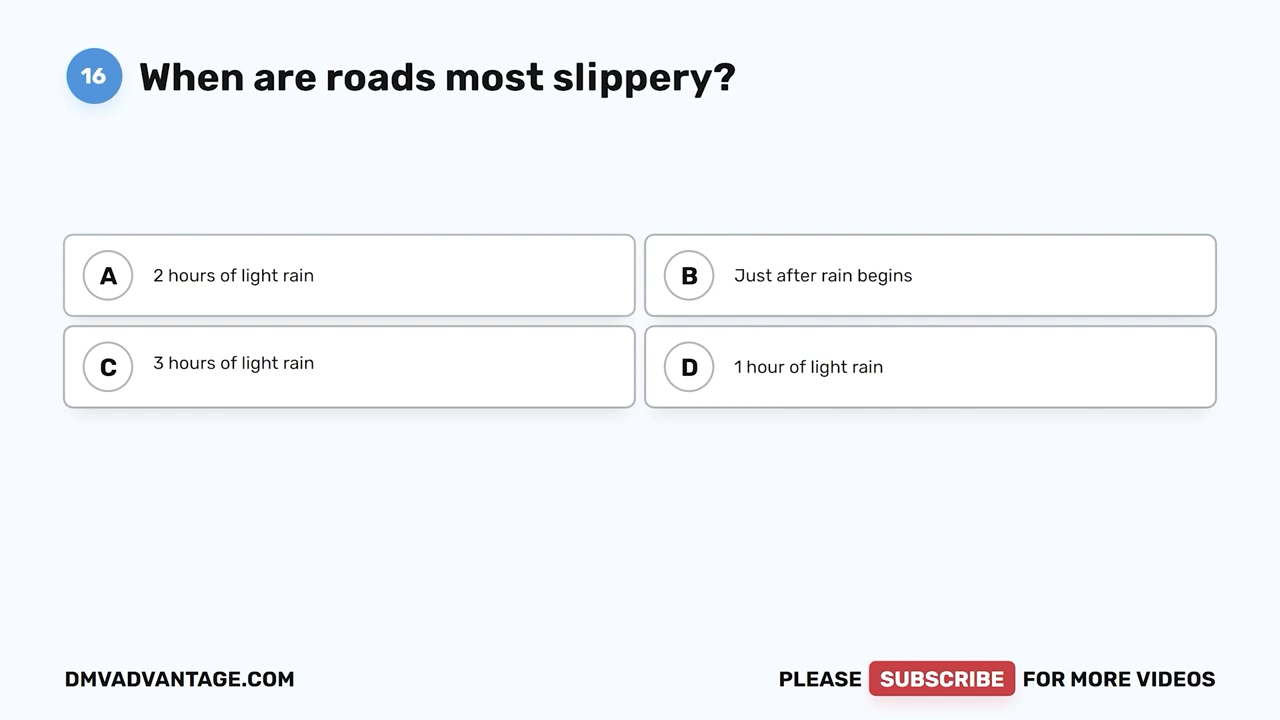 16 When are roads most slippery?
A 2 hours of light rain
B Just after rain begins
C 3 hours of light rain
D 1 hour of light rain
DMVADVANTAGE.COM
PLEASE SUBSCRIBE FOR MORE VIDEOS